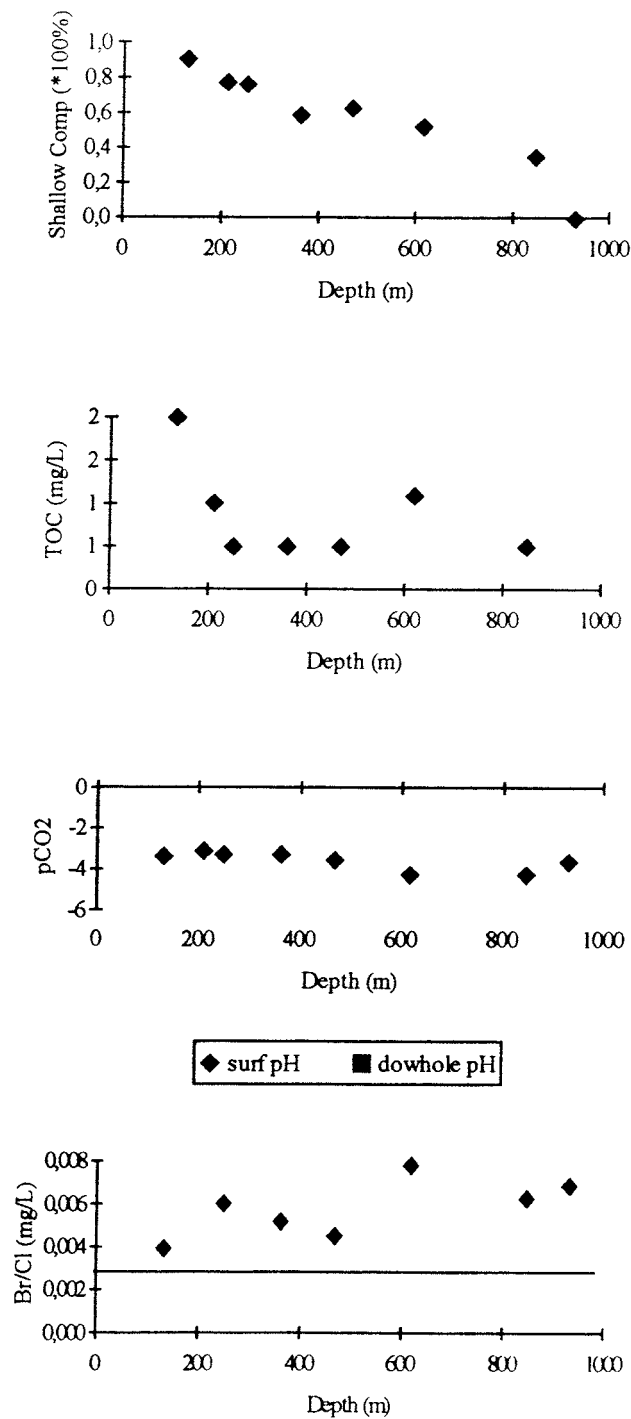 1,0
0,8
0,6
0,4
0,2
0,0
Shallow Comp (*100%)
0 200 400 600 800 1000
Depth (m)
2
2
1
1
0
TOC (mg/L)
0 200 400 600 800 1000
Depth (m)
0
-2
-4
-6
pCO2
0 200 400 600 800 1000
Depth (m)
surf pH dowhole pH
0,008
0,006
0,004
0,002
0,000
Br/Cl (mg/L)
0 200 400 600 800 1000
Depth (m)